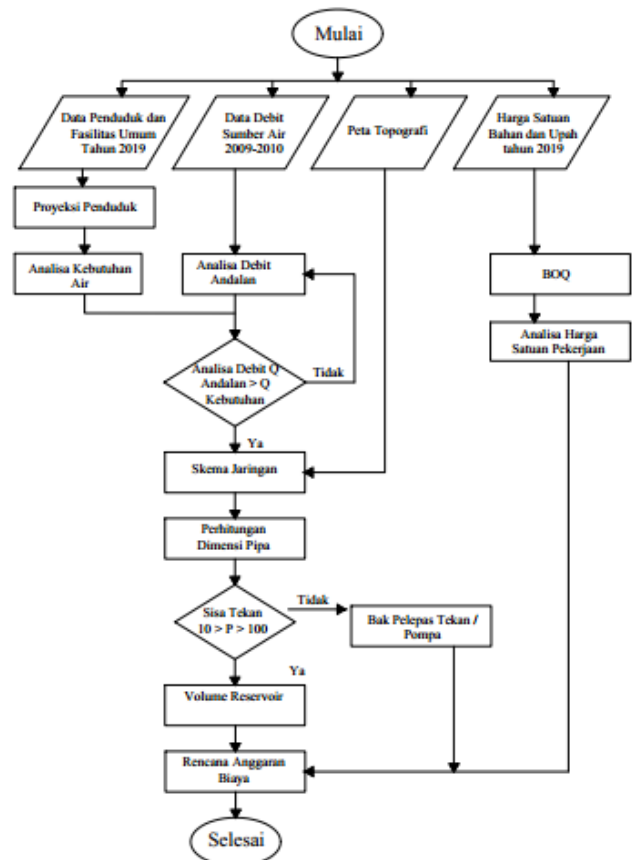 Mulai
Data Penduduk dan
Fasilitas Umum
Tahun 2019
Data Debit
Sumber Air
2009-2010
Peta Topografi
Harga Satuan
Bahan dan Upah
tahun 2019
Proyeksi Penduduk
Analisa Kebutuhan
Air
Analisa Debit
Andalan
BOQ
Analisa Harga
Satuan Pekerjaan
Analisa Debit Q
Andalan > Q
Kebutuhan
Tidak
Ya
Skema Jaringan
Perhitungan
Dimensi Pipa
Sisa Tekan
10 > P > 100
Tidak
Bak Pelepas Tekan /
Pompa
Ya
Volume Reservoir
Rencana Anggaran
Biaya
Selesai